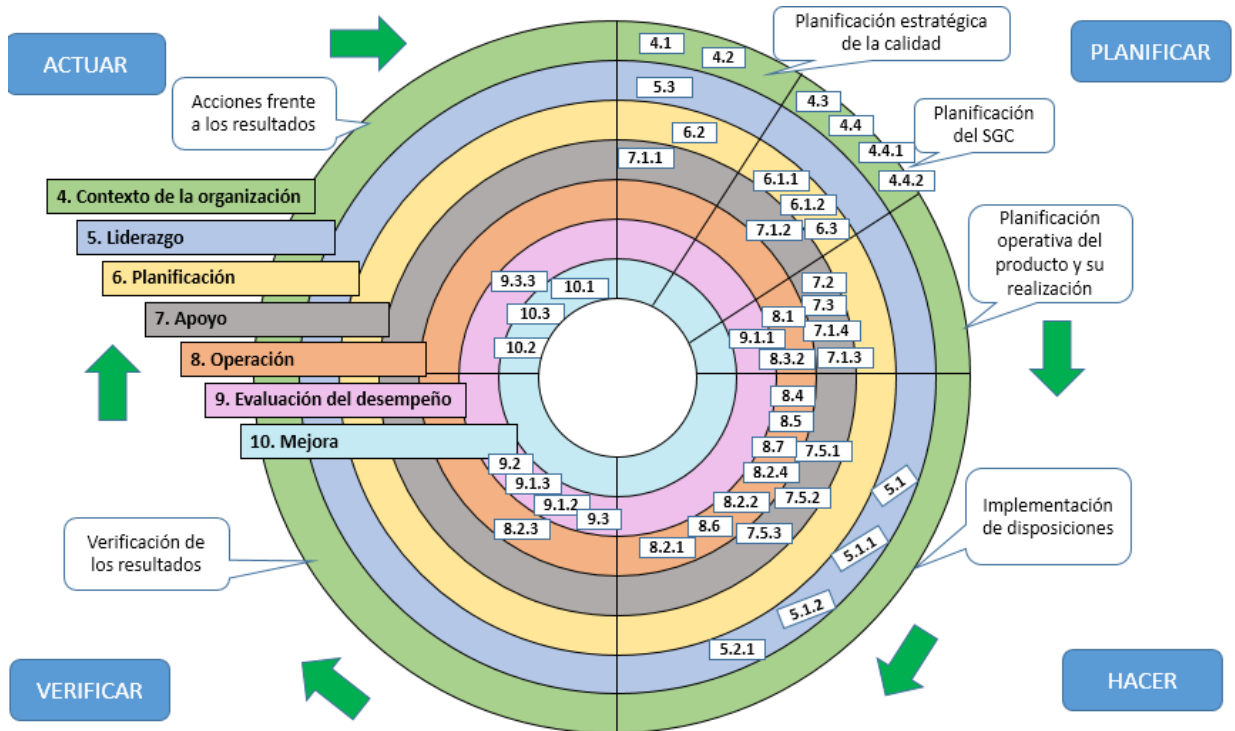 ACTUAR
PLANIFICAR
Planificación estratégica
de la calidad
Acciones frente
a los resultados
Planificación
del SGC
Planificación
operativa del
producto y su
realización
4.1
4.2
4.3
4.4
4.4.1
4.4.2
5.3
6.2
7.1.1
6.1.1
6.1.2
6.3
7.1.2
4. Contexto de la organización
5. Liderazgo
6. Planificación
7. Apoyo
8. Operación
9. Evaluación del desempeño
10. Mejora
9.3.3
10.1
10.3
10.2
7.2
7.3
8.1
7.1.4
9.1.1
8.3.2
7.1.3
8.4
8.5
8.7
7.5.1
8.2.4
7.5.2
8.2.2
8.6
7.5.3
8.2.1
5.1
5.1.1
5.1.2
5.2.1
9.2
9.1.3
9.1.2
9.3
8.2.3
Implementación
de disposiciones
Verificación de
los resultados
VERIFICAR
HACER